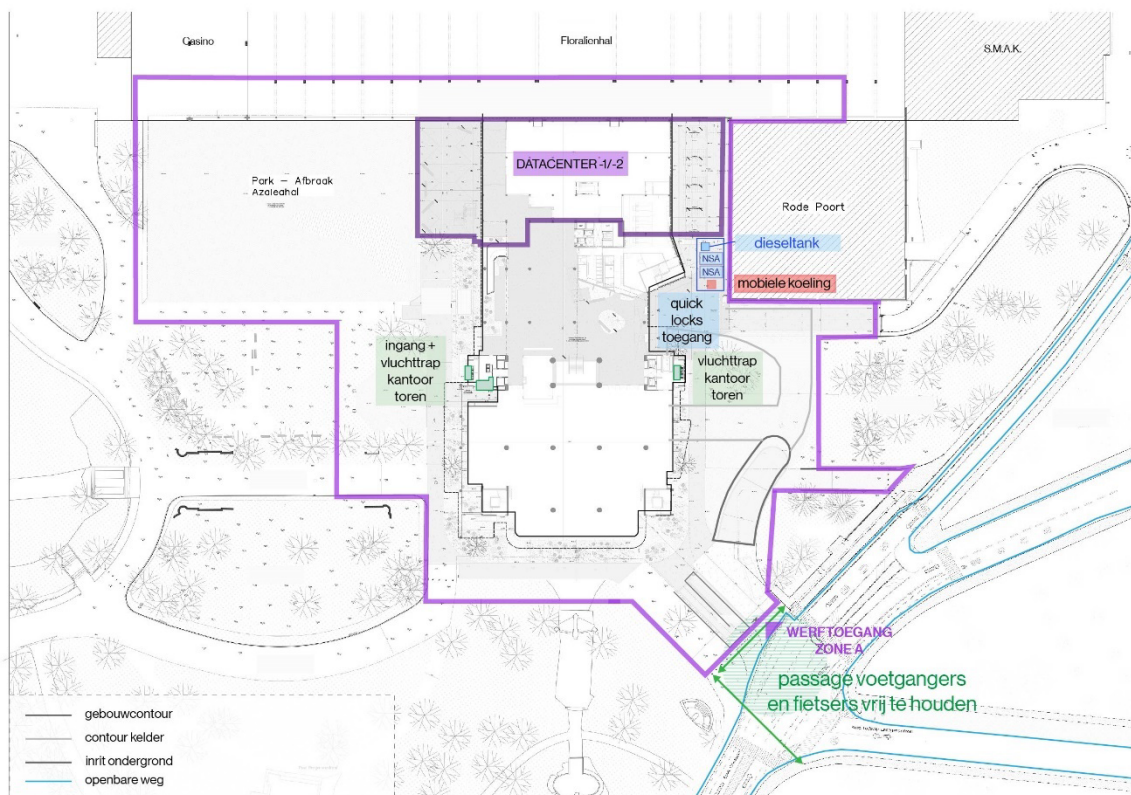 Casino
Floralienhal
S.M.A.K.
DATACENTER -1/-2
Park - Afbraak
Azaleahal
Rode Poort
dieseltank
NSA
NSA
mobiele koeling
quick
locks
toegang
ingang +
vluchttrap
kantoor
toren
vluchttrap
kantoor
toren
WERFTOEGANG
ZONE A
passage voetgangers
en fietsers vrij te houden
gebouwcontour
contour kelder
inrit ondergrond
openbare weg